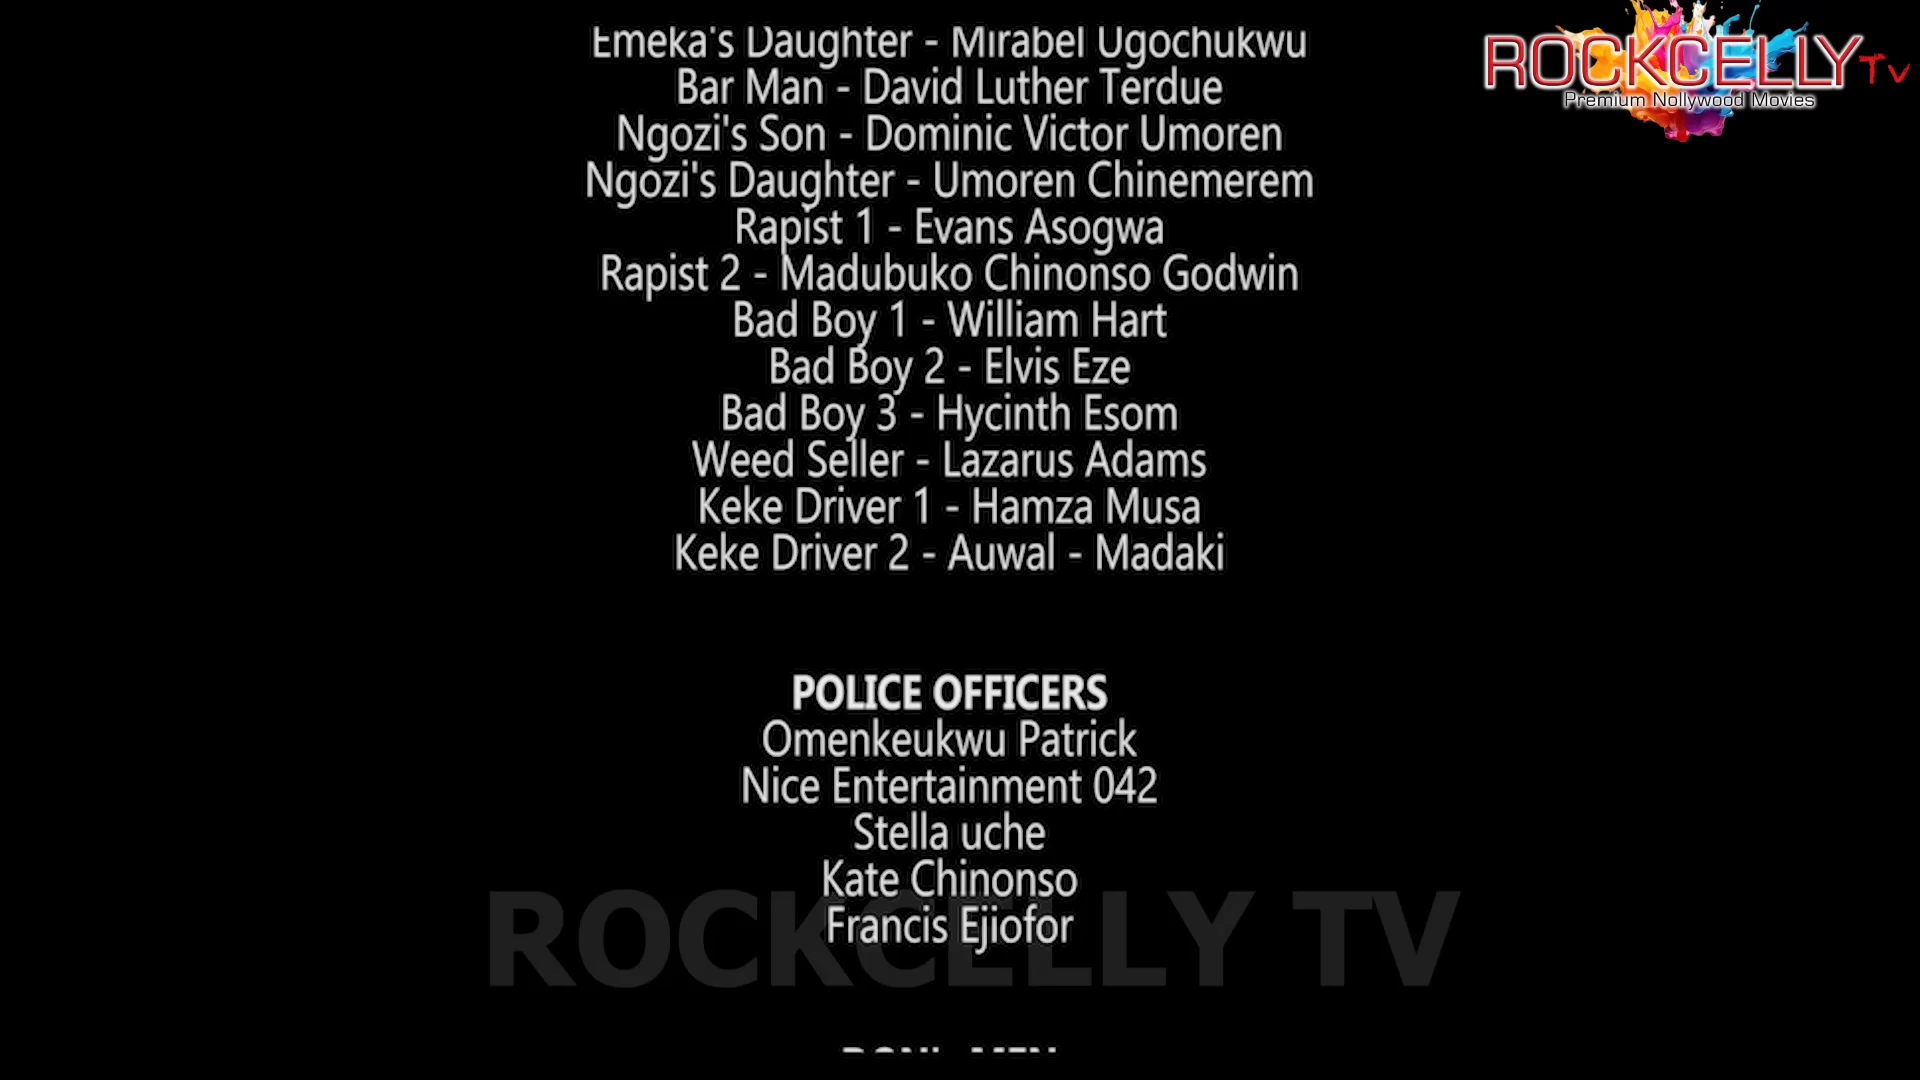 Emeka's Daughter - Mirabel Ugochukwu
Bar Man - David Luther Terdue
Ngozi's Son - Dominic Victor Umoren
Ngozi's Daughter - Umoren Chinemerem
Rapist 1 - Evans Asogwa
Rapist 2 - Madubuko Chinonso Godwin
Bad Boy 1 - William Hart
Bad Boy 2 - Elvis Eze
Bad Boy 3 - Hycinth Esom
Weed Seller - Lazarus Adams
Keke Driver 1 - Hamza Musa
Keke Driver 2 - Auwal - Madaki
POLICE OFFICERS
Omenkeukwu Patrick
Nice Entertainment 042
Stella uche
Kate Chinonso
Francis Ejiofor
ROCKCELLY TV
ROCKCELLY TV
Premium Nollywood Movies